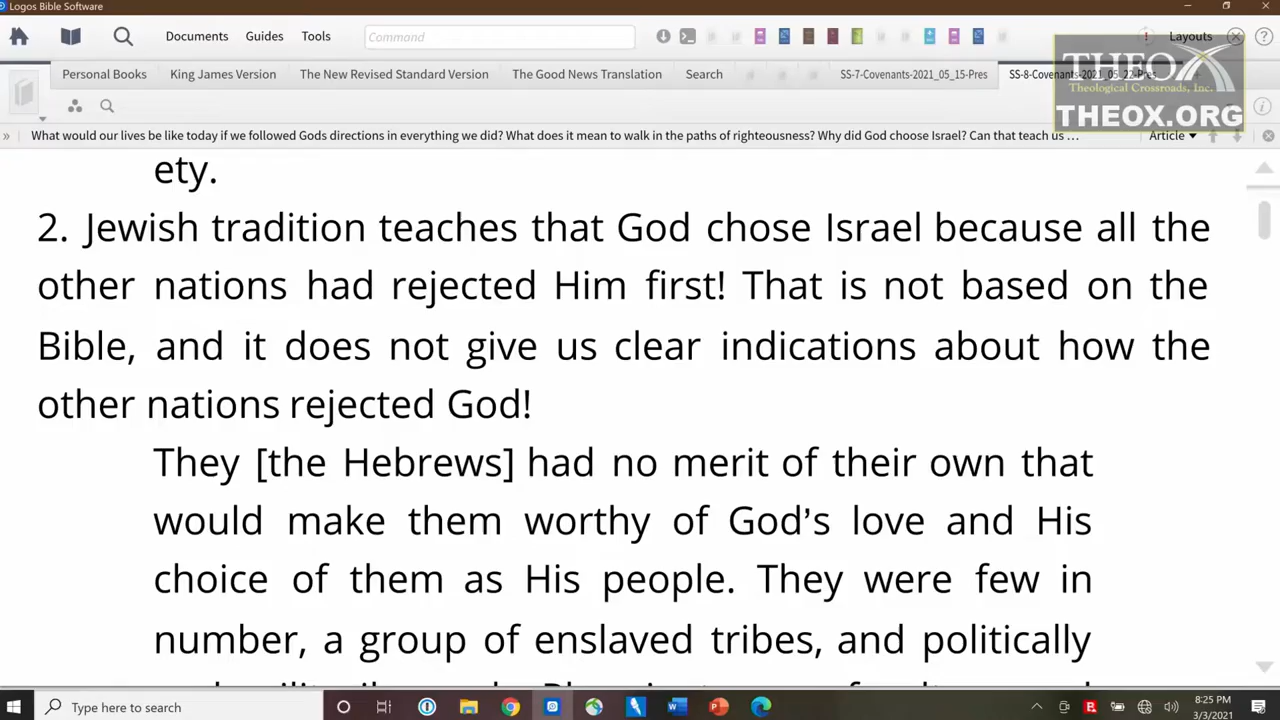 Logos Bible Software
Documents Guides Tools Command Layouts
Personal Books King James Version The New Revised Standard Version The Good News Translation Search SS-7-Covenants-2021_05_15-Pres SS-8-Covenants-2021_05_22-Pres
THEOX
Theological Crossroads, Inc.
THEOX.ORG
What would our lives be like today if we followed Gods directions in everything we did? What does it mean to walk in the paths of righteousness? Why did God choose Israel? Can that teach us … Article
ety.
2. Jewish tradition teaches that God chose Israel because all the
other nations had rejected Him first! That is not based on the
Bible, and it does not give us clear indications about how the
other nations rejected God!
They [the Hebrews] had no merit of their own that
would make them worthy of God’s love and His
choice of them as His people. They were few in
number, a group of enslaved tribes, and politically
Type here to search
8:25 PM
3/3/2021